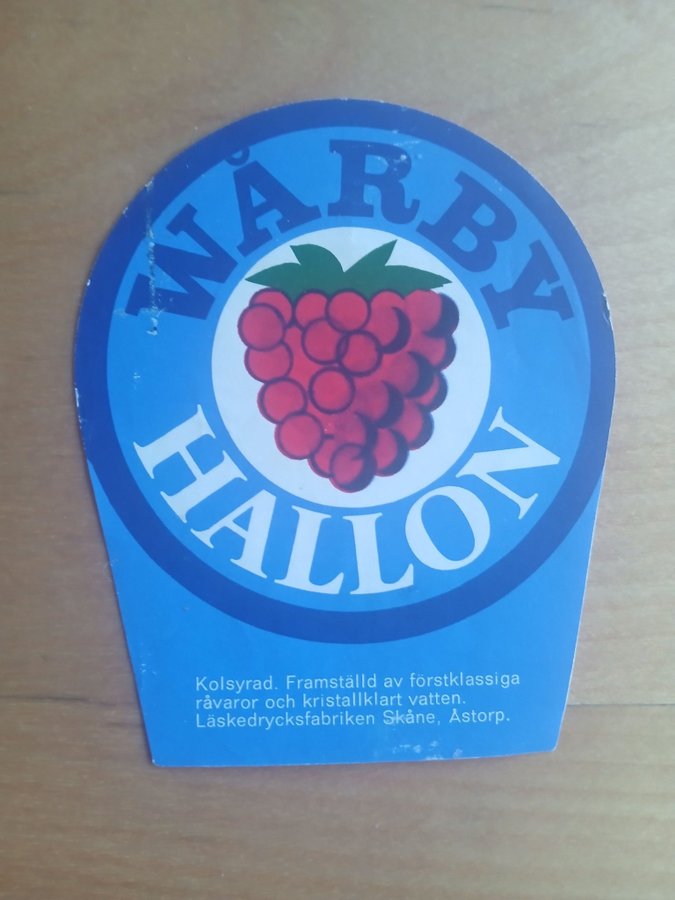 WÅRBY
HALLON
Kolsyrad. Framställd av förstklassiga
råvaror och kristallklart vatten.
Läskedrycksfabriken Skåne, Åstorp.